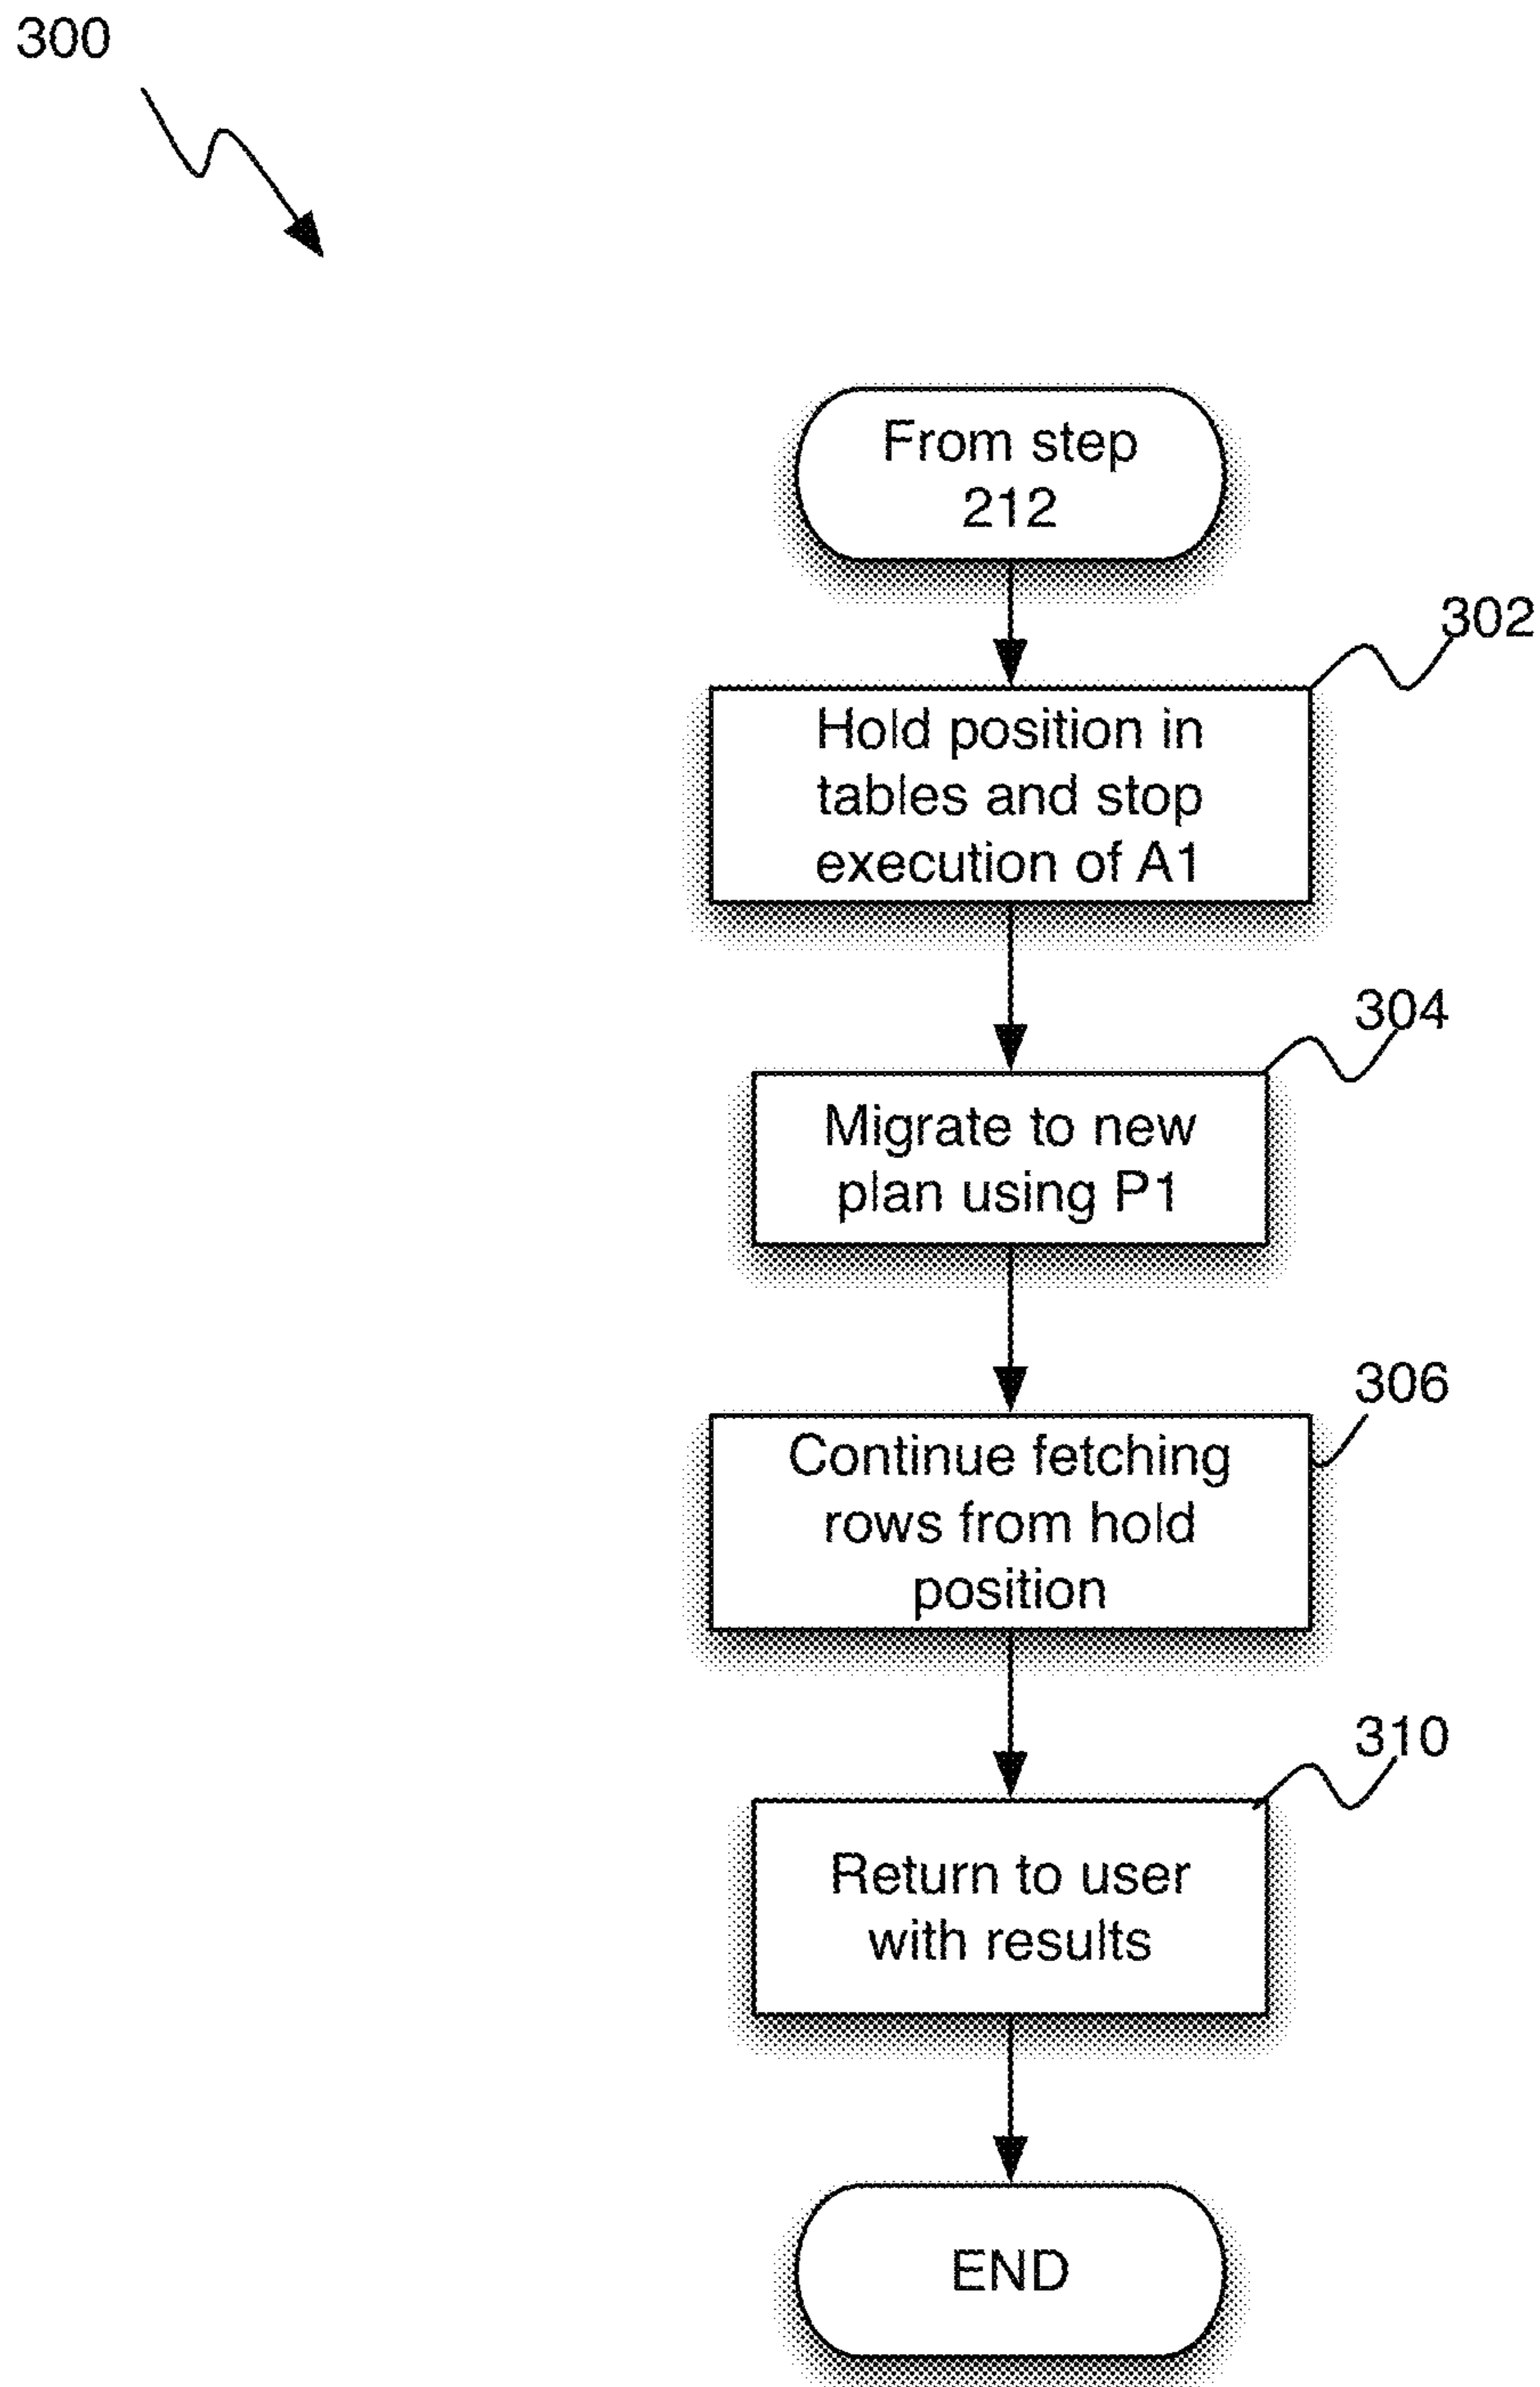 300
From step
212
302
Hold position in
tables and stop
execution of A1
304
Migrate to new
plan using P1
306
Continue fetching
rows from hold
position
310
Return to user
with results
END